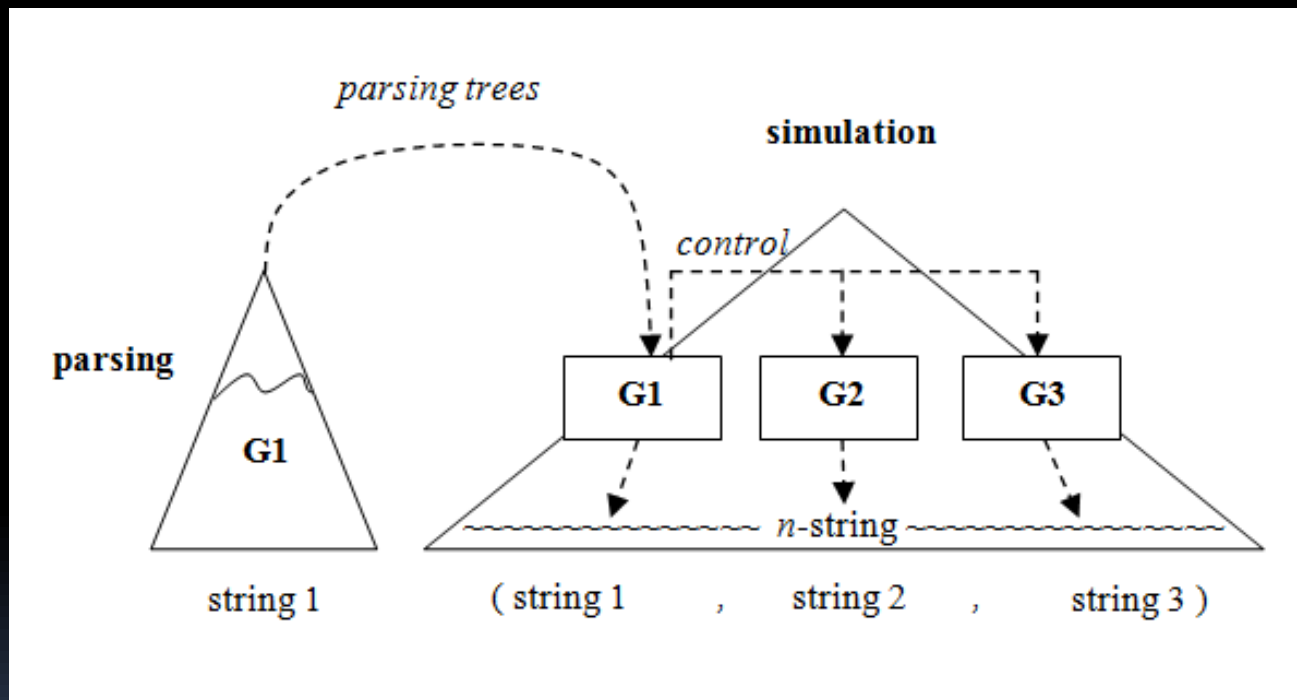 parsing trees
simulation
control
parsing
G1
G1
G2
G3
n-string
string 1
( string 1 , string 2 , string 3 )